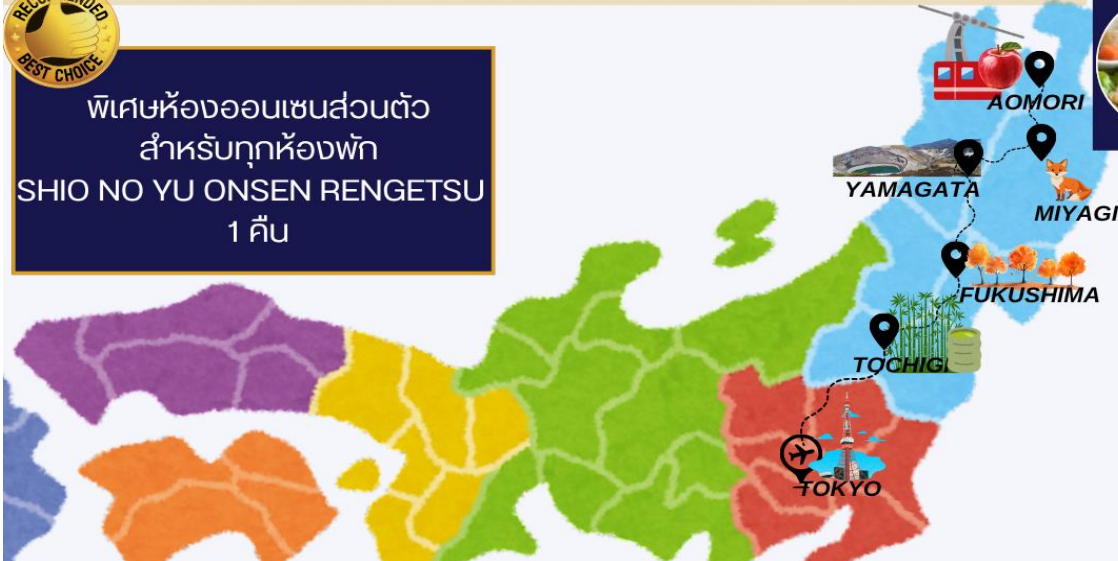 RECOMMENDED
BEST CHOICE
พิเศษห้องออนเซนส่วนตัว
สำหรับทุกห้องพัก
SHIO NO YU ONSEN RENGETSU
1 คืน
AOMORI
YAMAGATA
MIYAGI
FUKUSHIMA
TOCHIGI
TOKYO